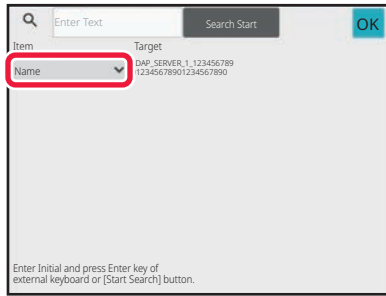 Enter Text
Search Start
OK
Item
Target
Name
DAP_SERVER_1_123456789
12345678901234567890
Enter Initial and press Enter key of
external keyboard or [Start Search] button.